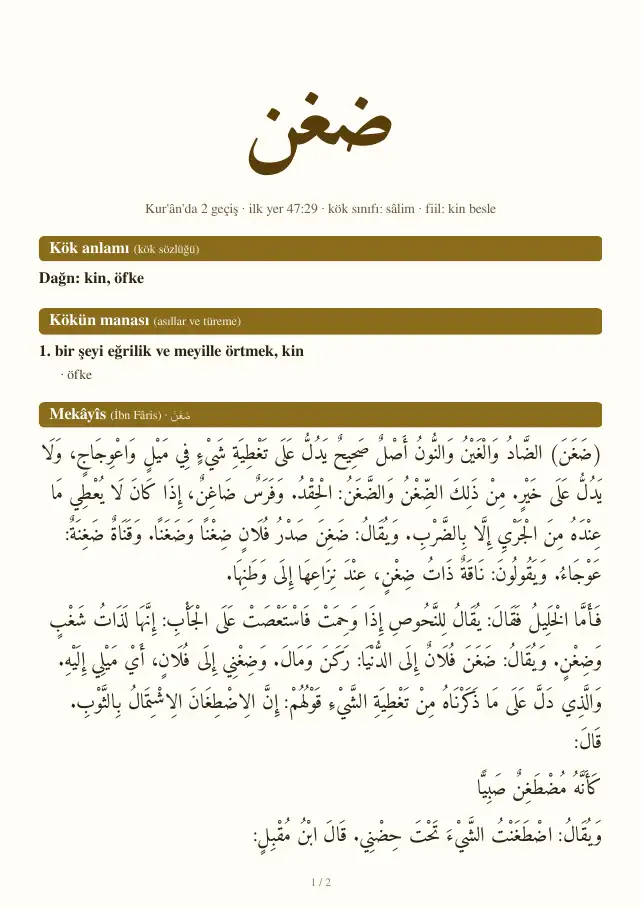 ضغن
Kur'ân'da 2 geçiş · ilk yer 47:29 · kök sınıfı: sâlim · fiil: kin besle
Kök anlamı (kök sözlüğü)
Dağn: kin, öfke
Kökün manası (asıllar ve türeme)
1. bir şeyi eğrilik ve meyille örtmek, kin
· öfke
Mekâyîs (İbn Fâris) · ضَغَنَ
(ضَغَنَ) الضَّادُ وَالْغَيْنُ وَالنُّونُ أَصْلٌ صَحِيحٌ يَدُلُّ عَلَى تَغْطِيَةِ شَيْءٍ فِي مَيْلٍ وَاعْوِجَاجٍ، وَلَا
يَدُلُّ عَلَى خَيْرٍ. مِنْ ذَلِكَ الضِّغْنُ وَالضَّغَنُ: الْحِقْدُ. وَفَرَسٌ ضَاغِنٌ، إِذَا كَانَ لَا يُعْطِي مَا
عِنْدَهُ مِنَ الْجَرْيِ إِلَّا بِالضَّرْبِ. وَيُقَالُ: ضَغِنَ صَدْرُ فُلَانٍ ضِغْنًا وَضَغَنًا. وَقَنَاةٌ ضَغِنَةٌ:
عَوْجَاءُ. وَيَقُولُونَ: نَاقَةٌ ذَاتُ ضِغْنٍ، عِنْدَ نِزَاعِهَا إِلَى وَطَنِهَا.
فَأَمَّا الْخَلِيلُ فَقَالَ: يُقَالُ لِلنَّحُوصِ إِذَا وَحِمَتْ فَاسْتَعْصَتْ عَلَى الْجَأْبِ: إِنَّهَا لَذَاتُ شَغْبٍ
وَضِغْنٍ. وَيُقَالُ: ضَغَنَ فُلَانٌ إِلَى الدُّنْيَا: رَكَنَ وَمَالَ. وَضِغْنِي إِلَى فُلَانٍ، أَيْ مَيْلِي إِلَيْهِ.
وَالَّذِي دَلَّ عَلَى مَا ذَكَرْنَاهُ مِنْ تَغْطِيَةِ الشَّيْءِ قَوْلُهُمْ: إِنَّ الِاضْطِغَانَ الِاشْتِمَالُ بِالثَّوْبِ.
قَالَ:
كَأَنَّهُ مُضْطَغِنٌ صَبِيًّا
وَيُقَالُ: اضْطَغَنْتُ الشَّيْءَ تَحْتَ حِضْنِي. قَالَ ابْنُ مُقْبِلٍ:
1 / 2